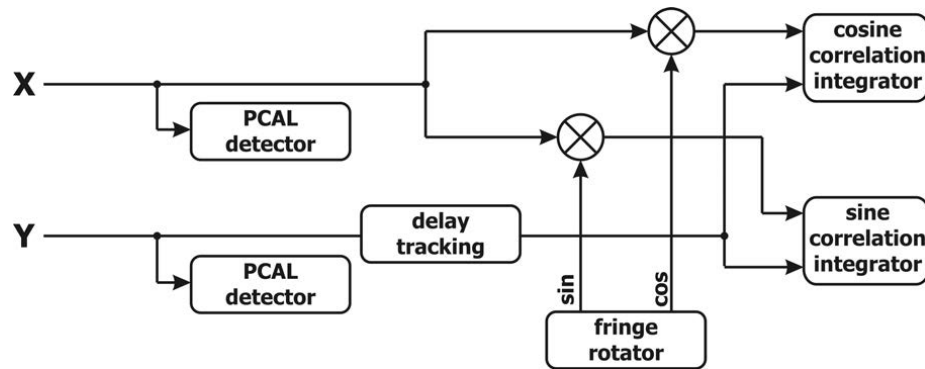 cosine
correlation
integrator
X
PCAL
detector
Y
delay
tracking
sine
correlation
integrator
PCAL
detector
sin
cos
fringe
rotator